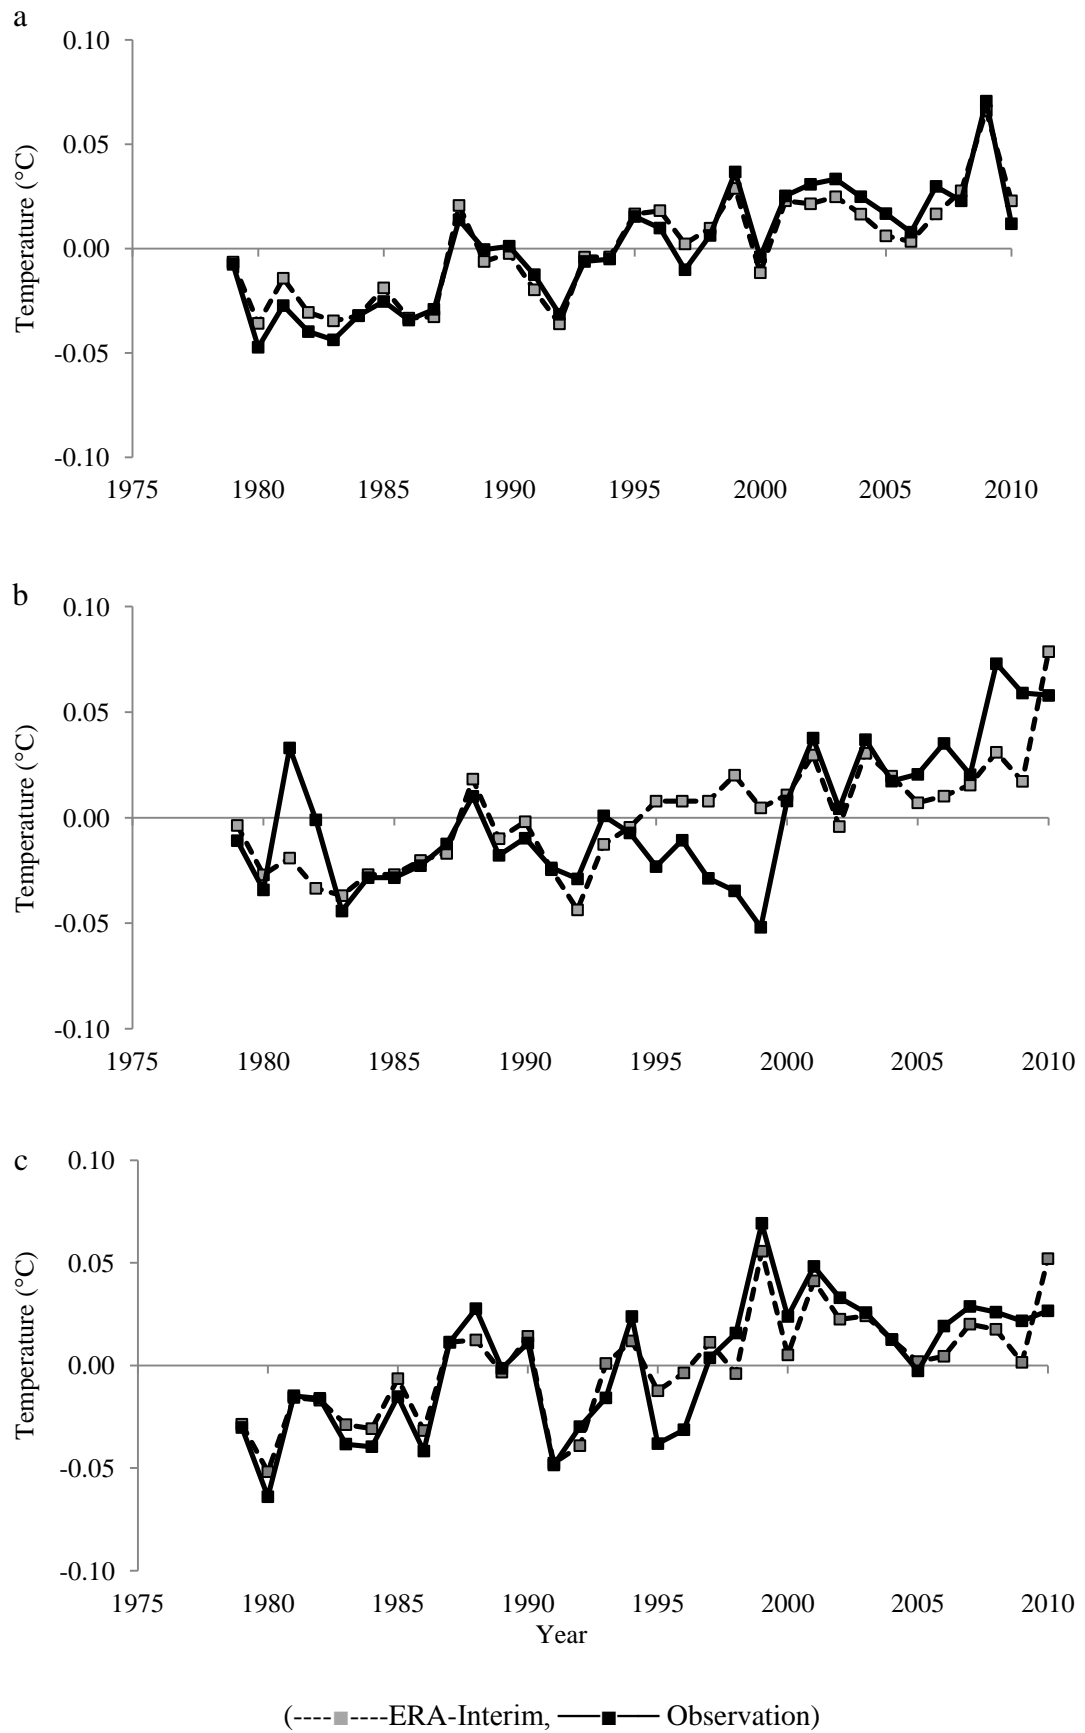 a
0.10
0.05
0.00
-0.05
-0.10
Temperature (°C)
1975 1980 1985 1990 1995 2000 2005 2010
b
0.10
0.05
0.00
-0.05
-0.10
Temperature (°C)
1975 1980 1985 1990 1995 2000 2005 2010
c
0.10
0.05
0.00
-0.05
-0.10
Temperature (°C)
1975 1980 1985 1990 1995 2000 2005 2010
Year
(----■----ERA-Interim, ——■—— Observation)